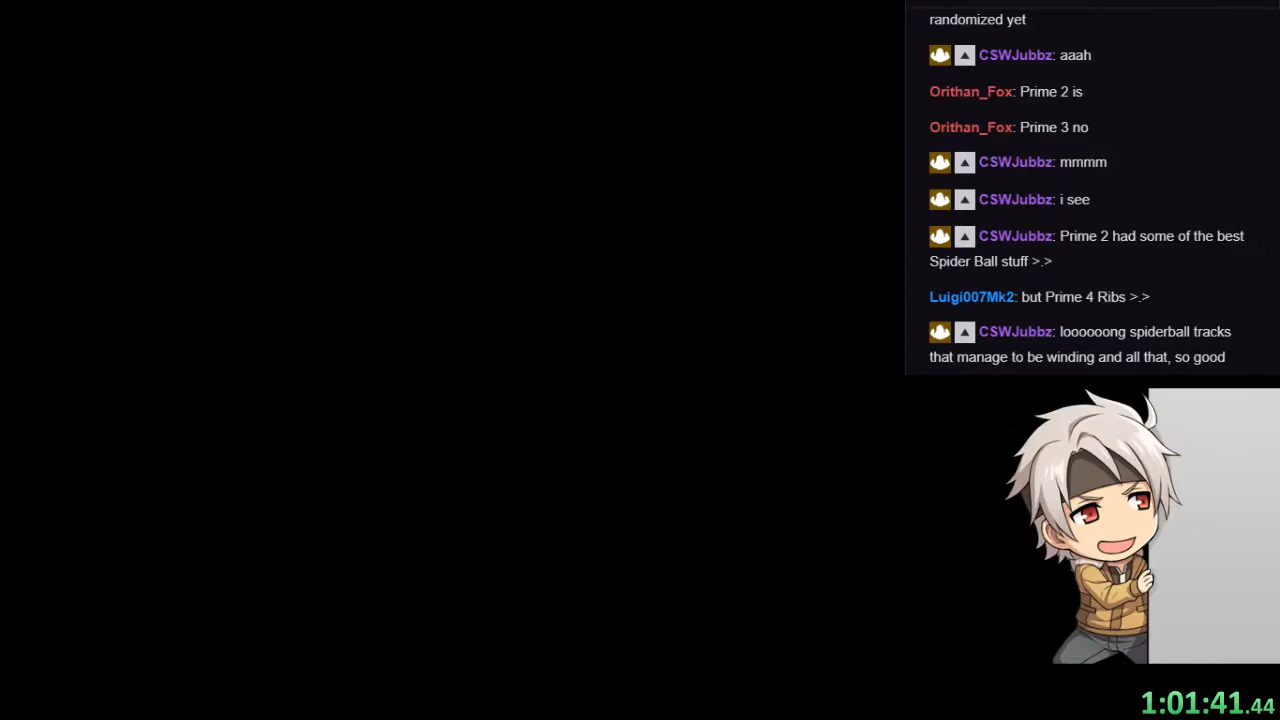 randomized yet
CSWJubbz: aaah
Orithan_Fox: Prime 2 is
Orithan_Fox: Prime 3 no
CSWJubbz: mmmm
CSWJubbz: i see
CSWJubbz: Prime 2 had some of the best
Spider Ball stuff >.>
Luigi007Mk2: but Prime 4 Ribs >.>
CSWJubbz: loooooong spiderball tracks
that manage to be winding and all that, so good
1:01:41.44